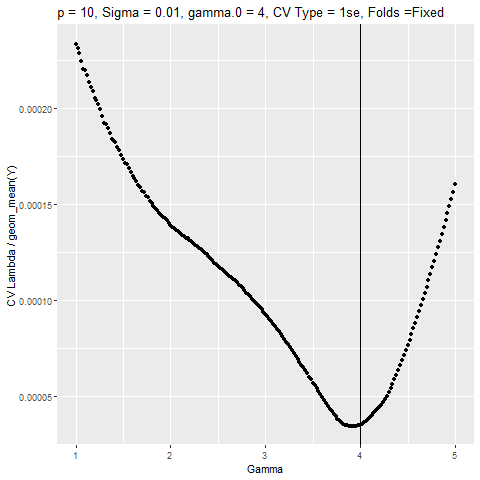 p = 10, Sigma = 0.01, gamma.0 = 4, CV Type = 1se, Folds =Fixed
CV Lambda / geom_mean(Y)
0.00020
0.00015
0.00010
0.00005
1 2 3 4 5
Gamma